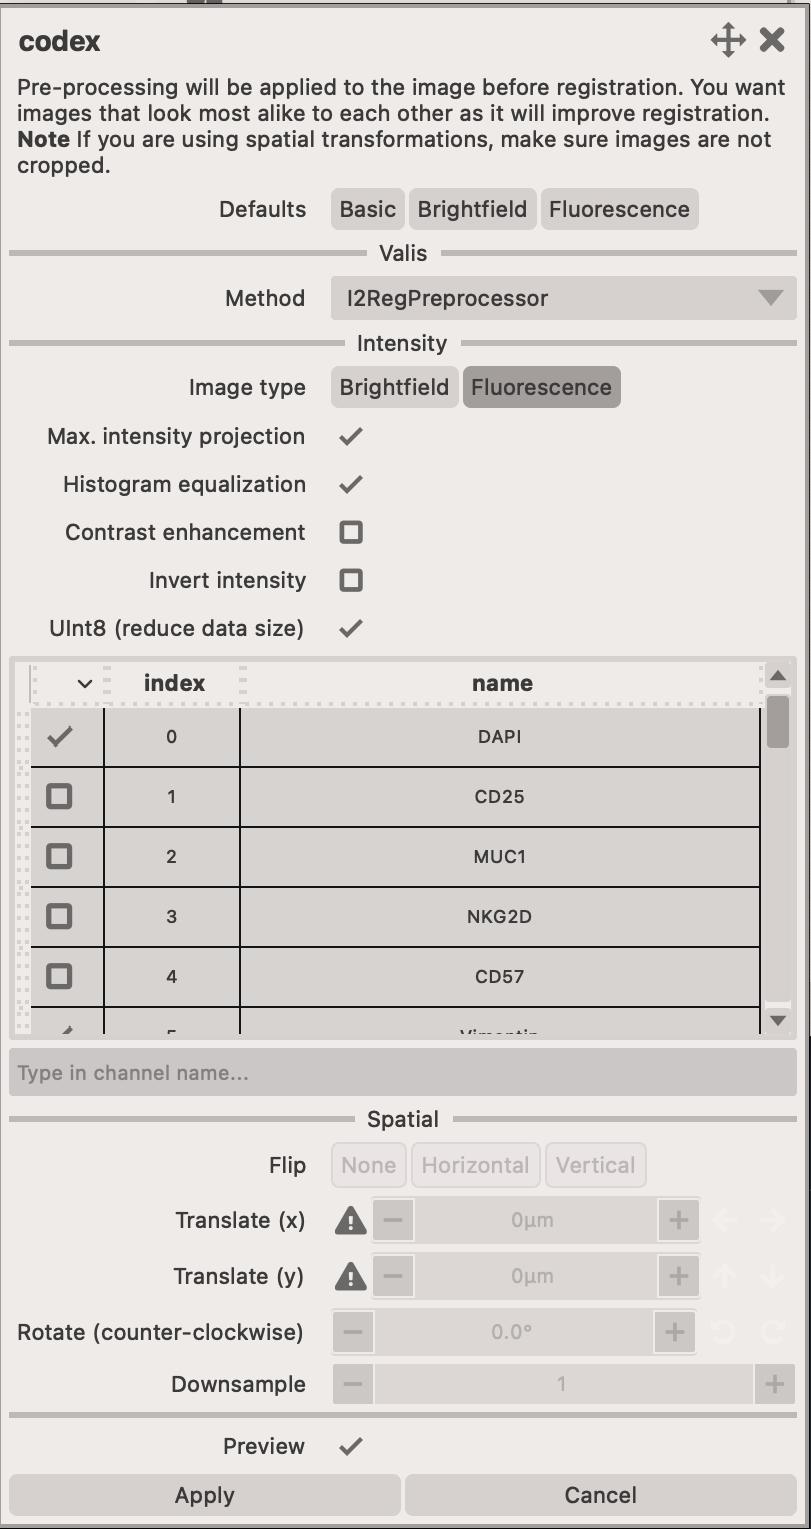 codex
Pre-processing will be applied to the image before registration. You want
images that look most alike to each other as it will improve registration.
Note If you are using spatial transformations, make sure images are not
cropped.
Defaults Basic Brightfield Fluorescence
Valis
Method I2RegPreprocessor
Intensity
Image type Brightfield Fluorescence
Max. intensity projection
Histogram equalization
Contrast enhancement
Invert intensity
UInt8 (reduce data size)
index name
0 DAPI
1 CD25
2 MUC1
3 NKG2D
4 CD57
5 Vimentin
Type in channel name...
Spatial
Flip None Horizontal Vertical
Translate (x) 0µm
Translate (y) 0µm
Rotate (counter-clockwise) 0.0°
Downsample 1
Preview
Apply Cancel